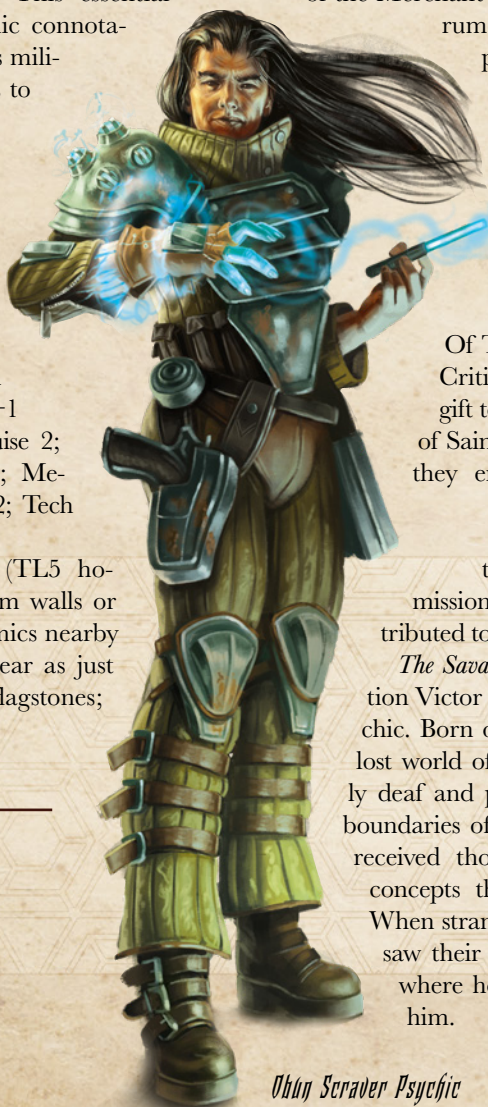 This essential
ic connota-
s mili-
to
-1
uise 2;
; Me-
2; Tech
(TL5 ho-
m walls or
nics nearby
ear as just
lagstones;
of the Merchant
rum
p
Of T
Criti
gift to
of Sain
they e
t
mission
tributed to
The Sava
tion Victor
chic. Born o
lost world of
ly deaf and p
boundaries of
received tho
concepts th
When stran
saw their
where he
him.
Obun Scraver Psychic